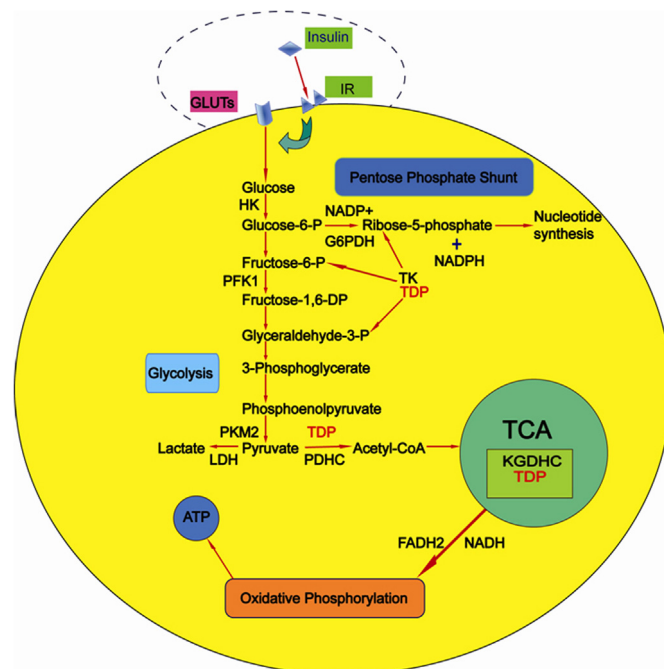 Insulin
IR
GLUTs
Pentose Phosphate Shunt
Glucose
HK
NADP+
Glucose-6-P
Ribose-5-phosphate
Nucleotide
synthesis
G6PDH
+
NADPH
Fructose-6-P
TK
PFK1
TDP
Fructose-1,6-DP
Glyceraldehyde-3-P
Glycolysis
3-Phosphoglycerate
Phosphoenolpyruvate
PKM2
TDP
Lactate
Pyruvate
Acetyl-CoA
LDH
PDHC
TCA
KGDHC
TDP
ATP
FADH2
NADH
Oxidative Phosphorylation